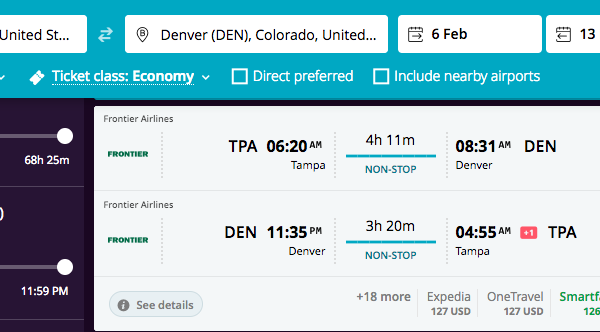 United St...
Denver (DEN), Colorado, United...
6 Feb
13
Ticket class: Economy
Direct preferred
Include nearby airports
68h 25m
11:59 PM
Frontier Airlines
FRONTIER
TPA 06:20 AM
Tampa
4h 11m
NON-STOP
08:31 AM DEN
Denver
Frontier Airlines
FRONTIER
DEN 11:35 PM
Denver
3h 20m
NON-STOP
04:55 AM +1 TPA
Tampa
See details
+18 more
Expedia
127 USD
OneTravel
127 USD
Smartfa
126